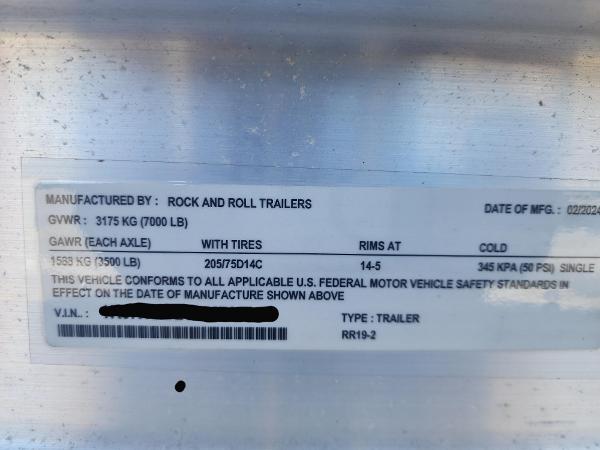 MANUFACTURED BY : ROCK AND ROLL TRAILERS DATE OF MFG. : 02/2024
GVWR : 3175 KG (7000 LB)
GAWR (EACH AXLE) WITH TIRES RIMS AT COLD
1588 KG (3500 LB) 205/75D14C 14-5 345 KPA (50 PSI) SINGLE
THIS VEHICLE CONFORMS TO ALL APPLICABLE U.S. FEDERAL MOTOR VEHICLE SAFETY STANDARDS IN
EFFECT ON THE DATE OF MANUFACTURE SHOWN ABOVE
V.I.N.. : TYPE : TRAILER
RR19-2